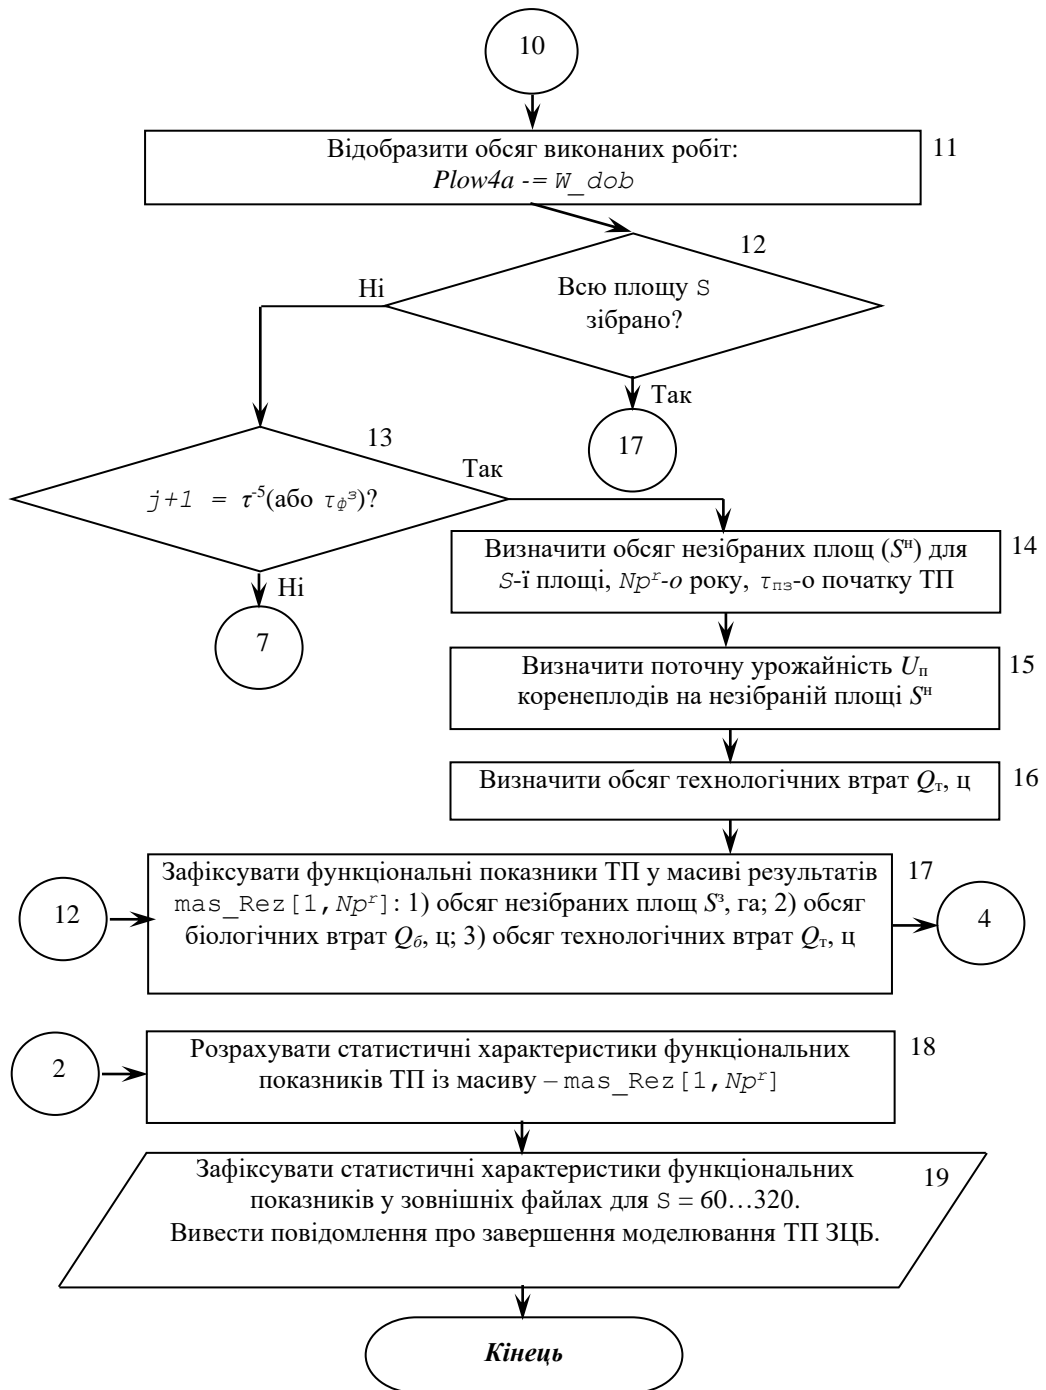 10
Відобразити обсяг виконаних робіт:
Plow4a -= W_dob
11
12
Всю площу S
зібрано?
Ні
Так
17
13
j+1 = τ⁻⁵(або τ_ф^з)?
Так
Ні
7
Визначити обсяг незібраних площ (Sᴴ) для
S-ї площі, Npʳ-о року, τпз-о початку ТП
14
Визначити поточну урожайність Uп
коренеплодів на незібраній площі Sᴴ
15
Визначити обсяг технологічних втрат Qт, ц
16
12
Зафіксувати функціональні показники ТП у масиві результатів
mas_Rez[1,Npʳ]: 1) обсяг незібраних площ Sᶟ, га; 2) обсяг
біологічних втрат Qб, ц; 3) обсяг технологічних втрат Qт, ц
17
4
2
Розрахувати статистичні характеристики функціональних
показників ТП із масиву – mas_Rez[1,Npʳ]
18
Зафіксувати статистичні характеристики функціональних
показників у зовнішніх файлах для S = 60…320.
Вивести повідомлення про завершення моделювання ТП ЗЦБ.
19
Кінець